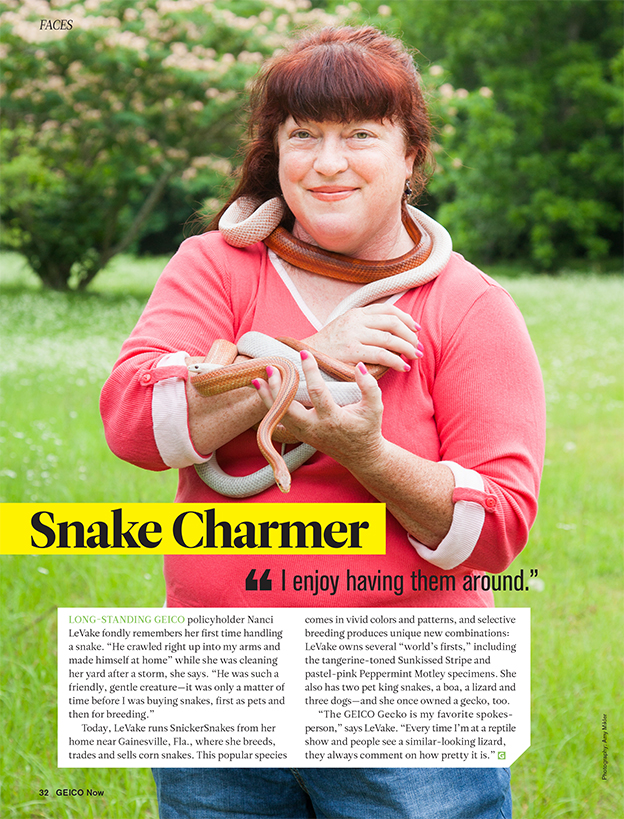 FACES
Snake Charmer
“ I enjoy having them around.”
LONG-STANDING GEICO policyholder Nanci
LeVake fondly remembers her first time handling
a snake. “He crawled right up into my arms and
made himself at home” while she was cleaning
her yard after a storm, she says. “He was such a
friendly, gentle creature—it was only a matter of
time before I was buying snakes, first as pets and
then for breeding.”
Today, LeVake runs SnickerSnakes from her
home near Gainesville, Fla., where she breeds,
trades and sells corn snakes. This popular species
comes in vivid colors and patterns, and selective
breeding produces unique new combinations:
LeVake owns several “world’s firsts,” including
the tangerine-toned Sunkissed Stripe and
pastel-pink Peppermint Motley specimens. She
also has two pet king snakes, a boa, a lizard and
three dogs—and she once owned a gecko, too.
“The GEICO Gecko is my favorite spokes-
person,” says LeVake. “Every time I’m at a reptile
show and people see a similar-looking lizard,
they always comment on how pretty it is.” G
Photography: Amy Mikler
32 GEICO Now